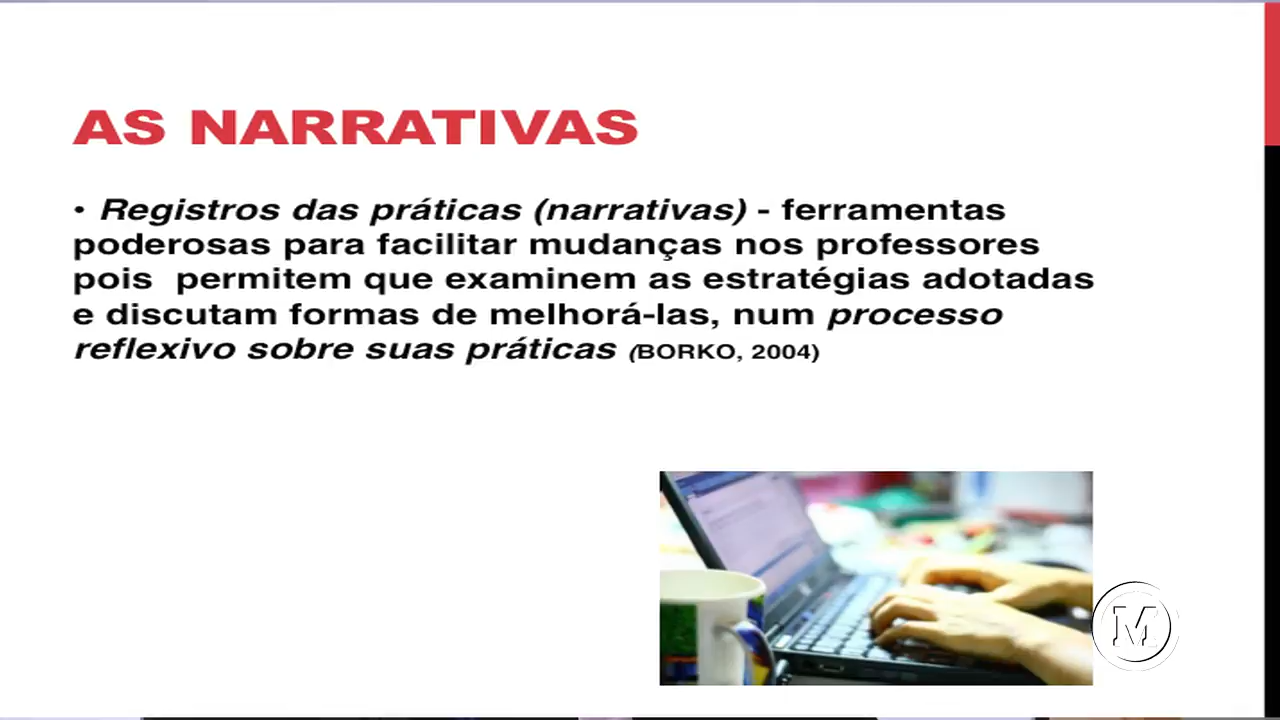 AS NARRATIVAS
• Registros das práticas (narrativas) - ferramentas
poderosas para facilitar mudanças nos professores
pois permitem que examinem as estratégias adotadas
e discutam formas de melhorá-las, num processo
reflexivo sobre suas práticas (BORKO, 2004)
M